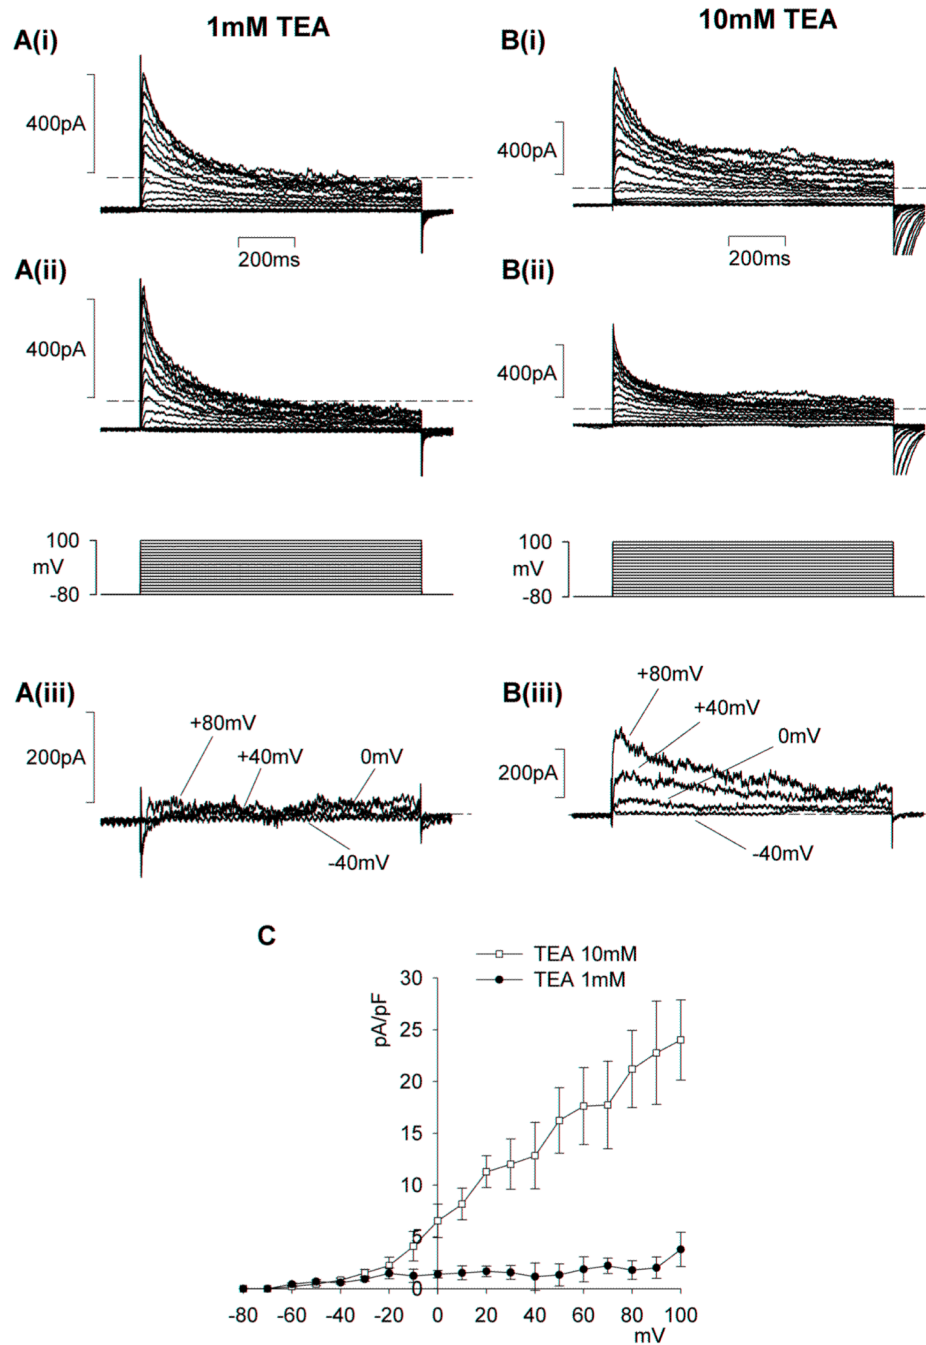 1mM TEA
10mM TEA
A(i)
B(i)
400pA
400pA
200ms
200ms
A(ii)
B(ii)
400pA
400pA
100
mV
-80
100
mV
-80
A(iii)
B(iii)
+80mV
+40mV
0mV
200pA
-40mV
+80mV
+40mV
0mV
200pA
-40mV
C
TEA 10mM
TEA 1mM
pA/pF
30
25
20
15
10
5
0
-80 -60 -40 -20 0 20 40 60 80 100
mV